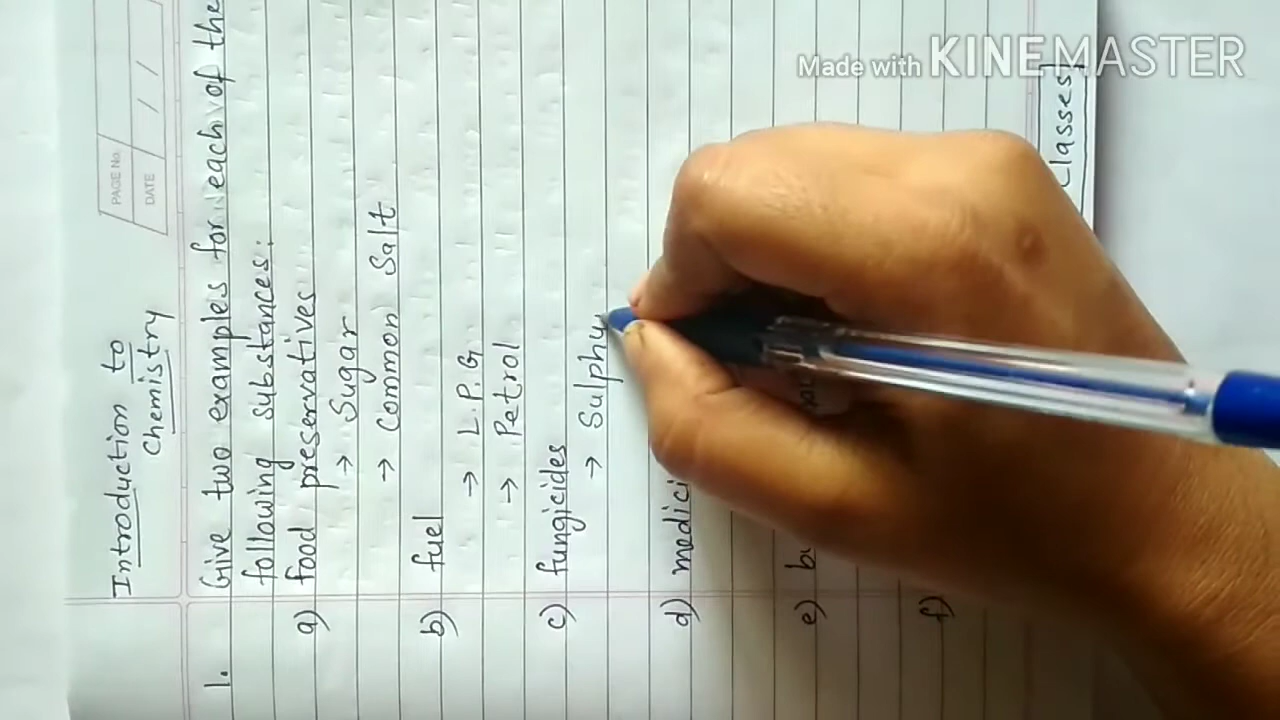 Made with KINEMASTER
PAGE No.
DATE / /
Introduction to
Chemistry
1. Give two examples for each of the
following substances:
a) food preservatives
→ Sugar
→ Common Salt
b) fuel
→ L.P.G
→ Petrol
c) fungicides
→ Sulphu
d) medici
e) bu
f)
Classes]